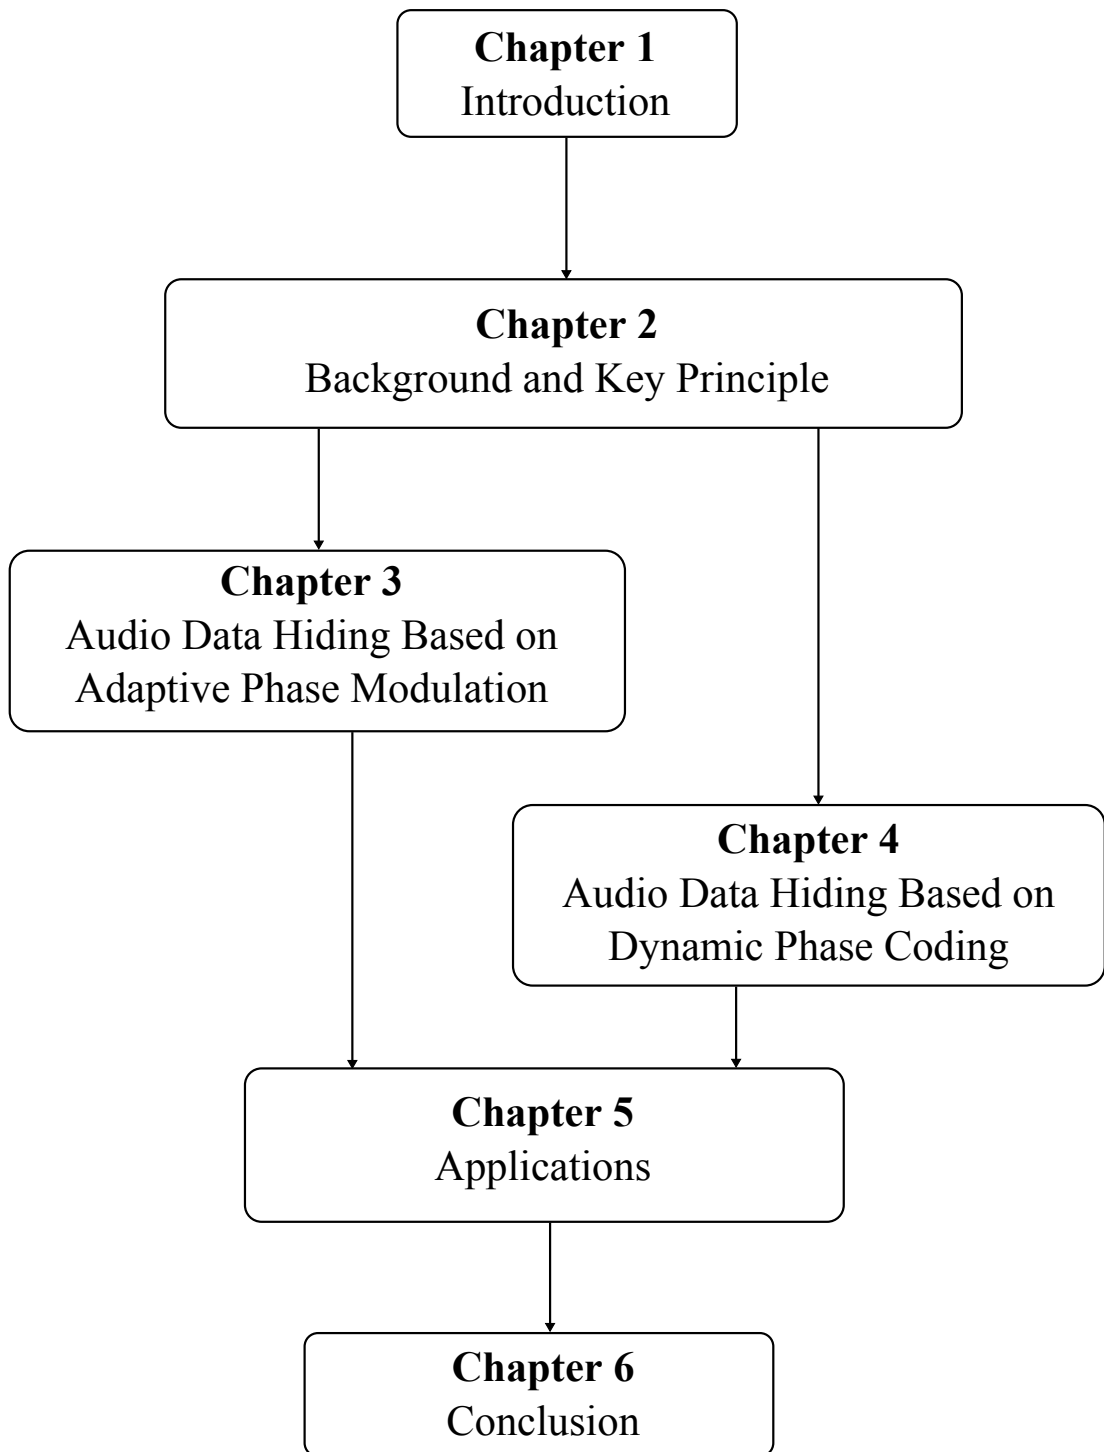 Chapter 1
Introduction
Chapter 2
Background and Key Principle
Chapter 3
Audio Data Hiding Based on
Adaptive Phase Modulation
Chapter 4
Audio Data Hiding Based on
Dynamic Phase Coding
Chapter 5
Applications
Chapter 6
Conclusion